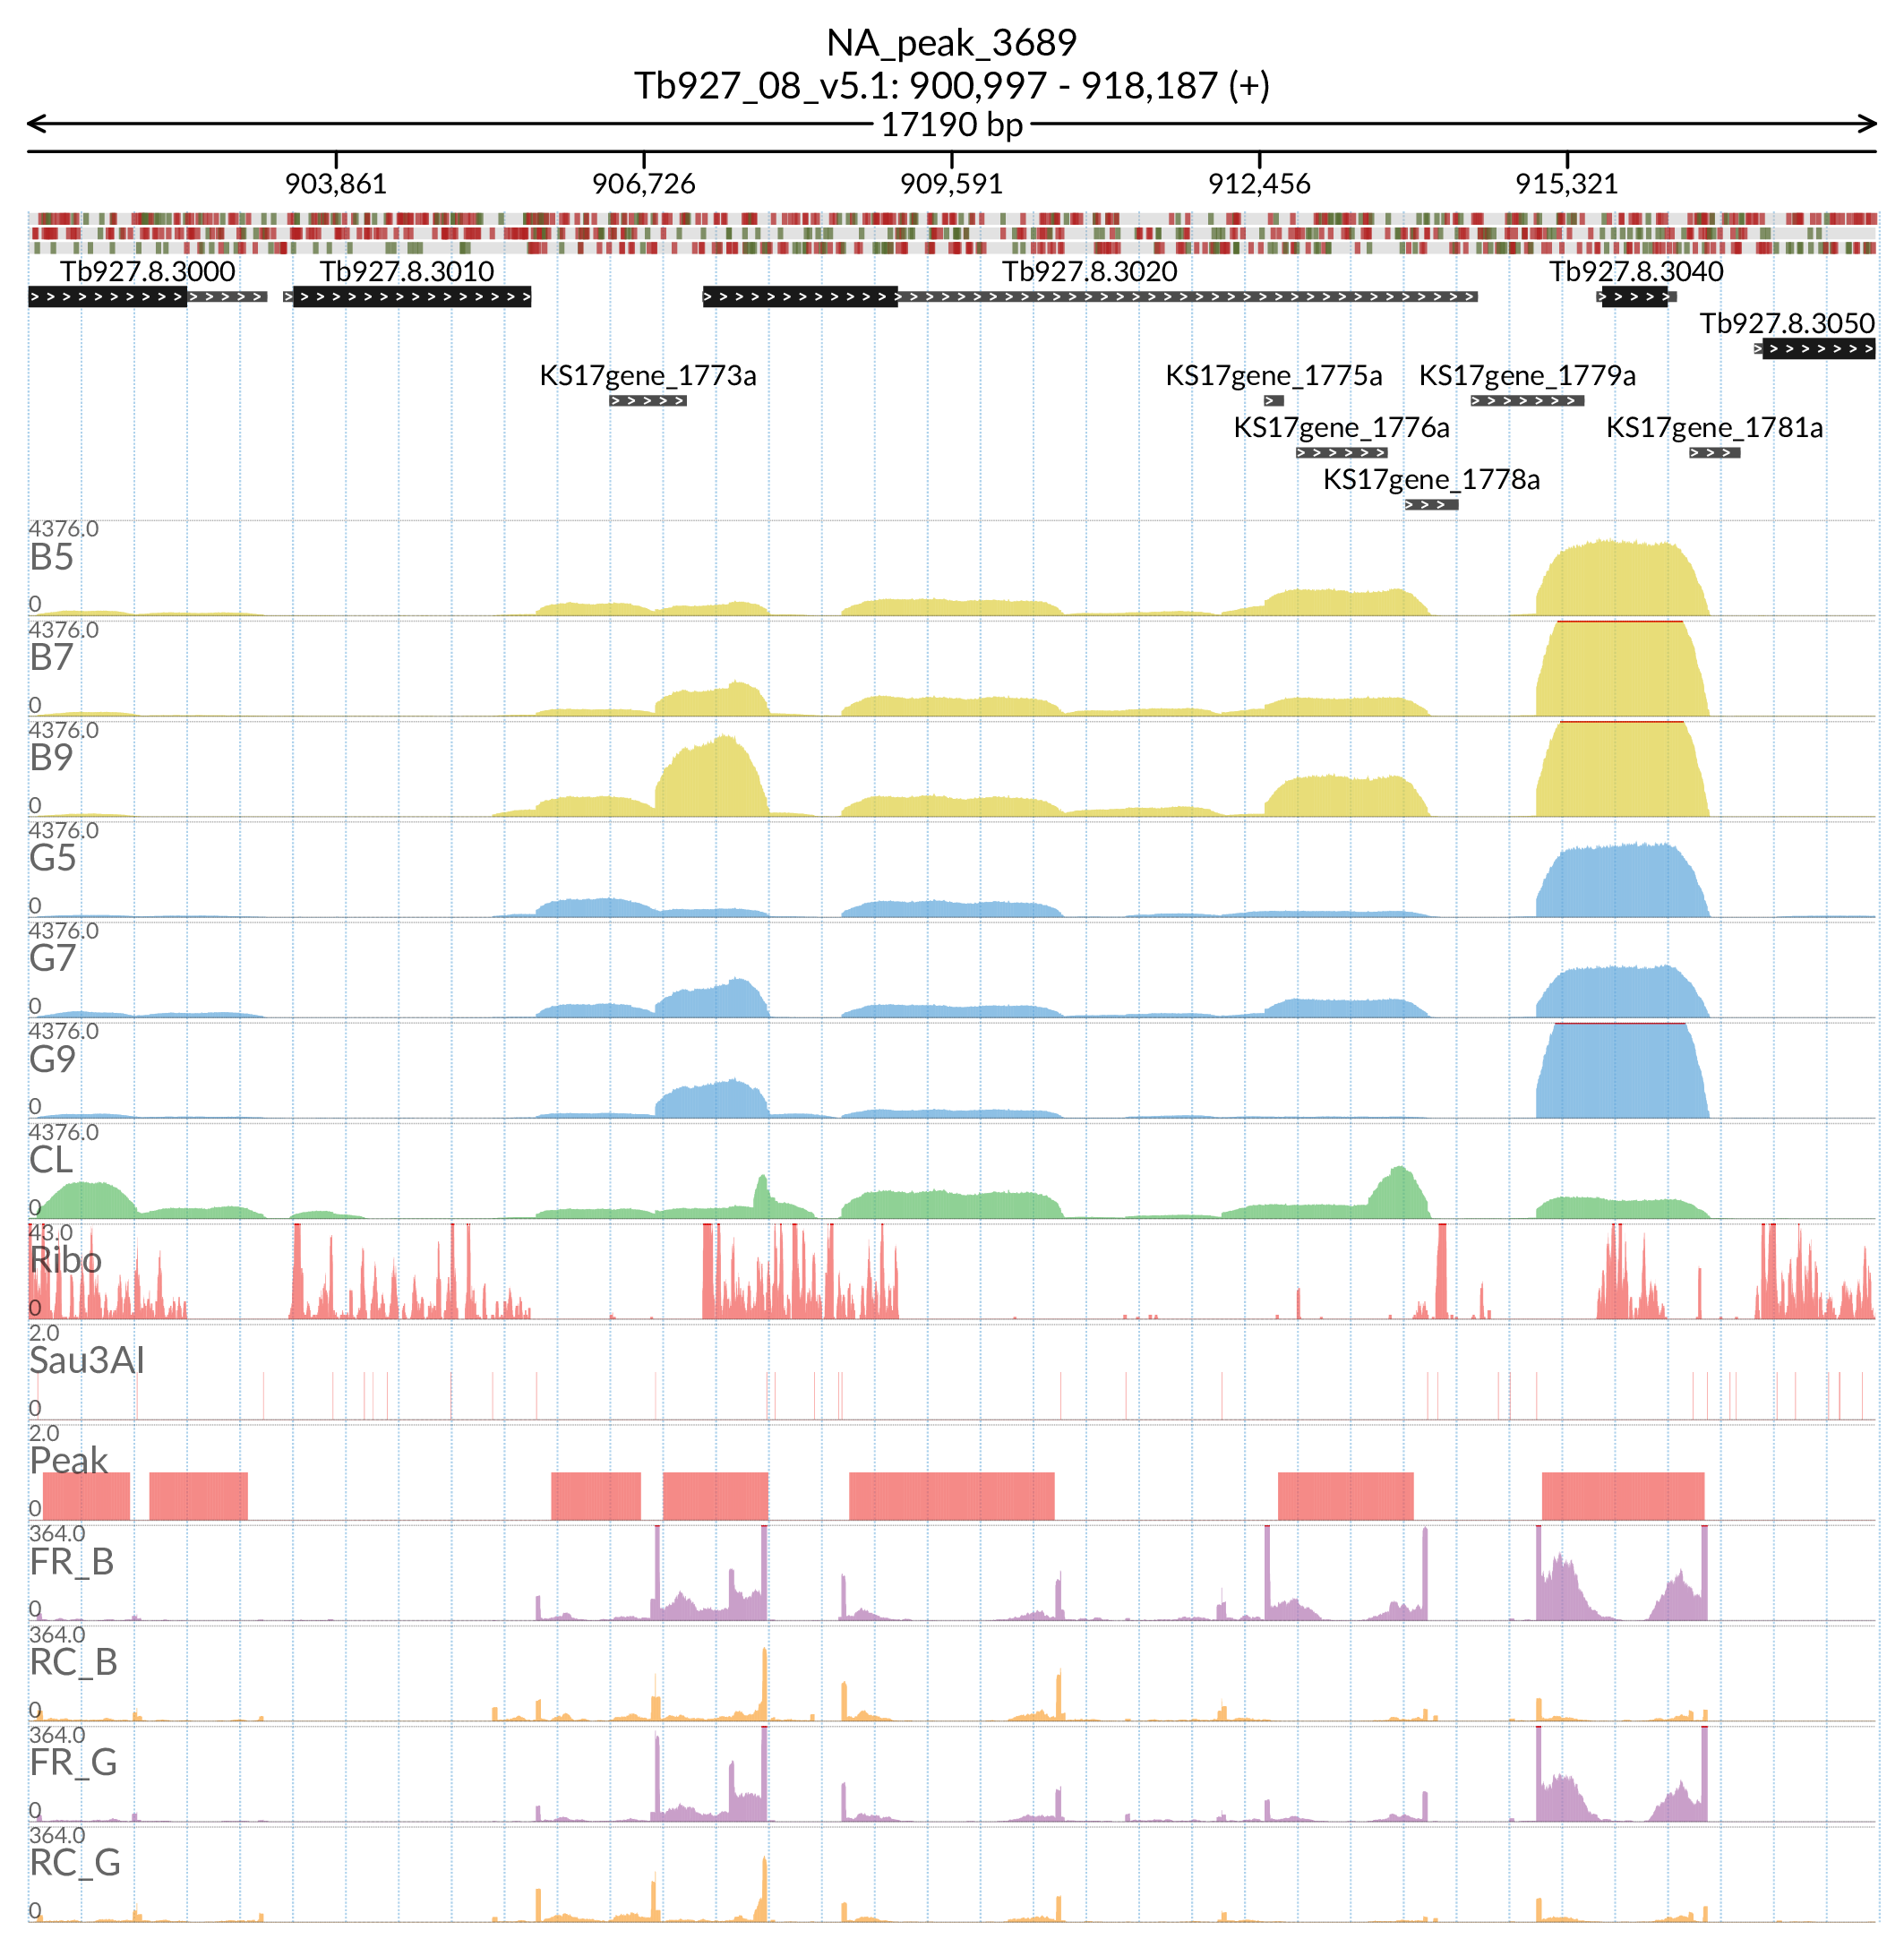 NA_peak_3689
Tb927_08_v5.1: 900,997 - 918,187 (+)
17190 bp
903,861 906,726 909,591 912,456 915,321
Tb927.8.3000 Tb927.8.3010 Tb927.8.3020 Tb927.8.3040
Tb927.8.3050
KS17gene_1773a KS17gene_1775a KS17gene_1779a
KS17gene_1776a KS17gene_1781a
KS17gene_1778a
4376.0
B5
0
4376.0
B7
0
4376.0
B9
0
4376.0
G5
0
4376.0
G7
0
4376.0
G9
0
4376.0
CL
0
43.0
Ribo
0
2.0
Sau3AI
0
2.0
Peak
0
364.0
FR_B
0
364.0
RC_B
0
364.0
FR_G
0
364.0
RC_G
0